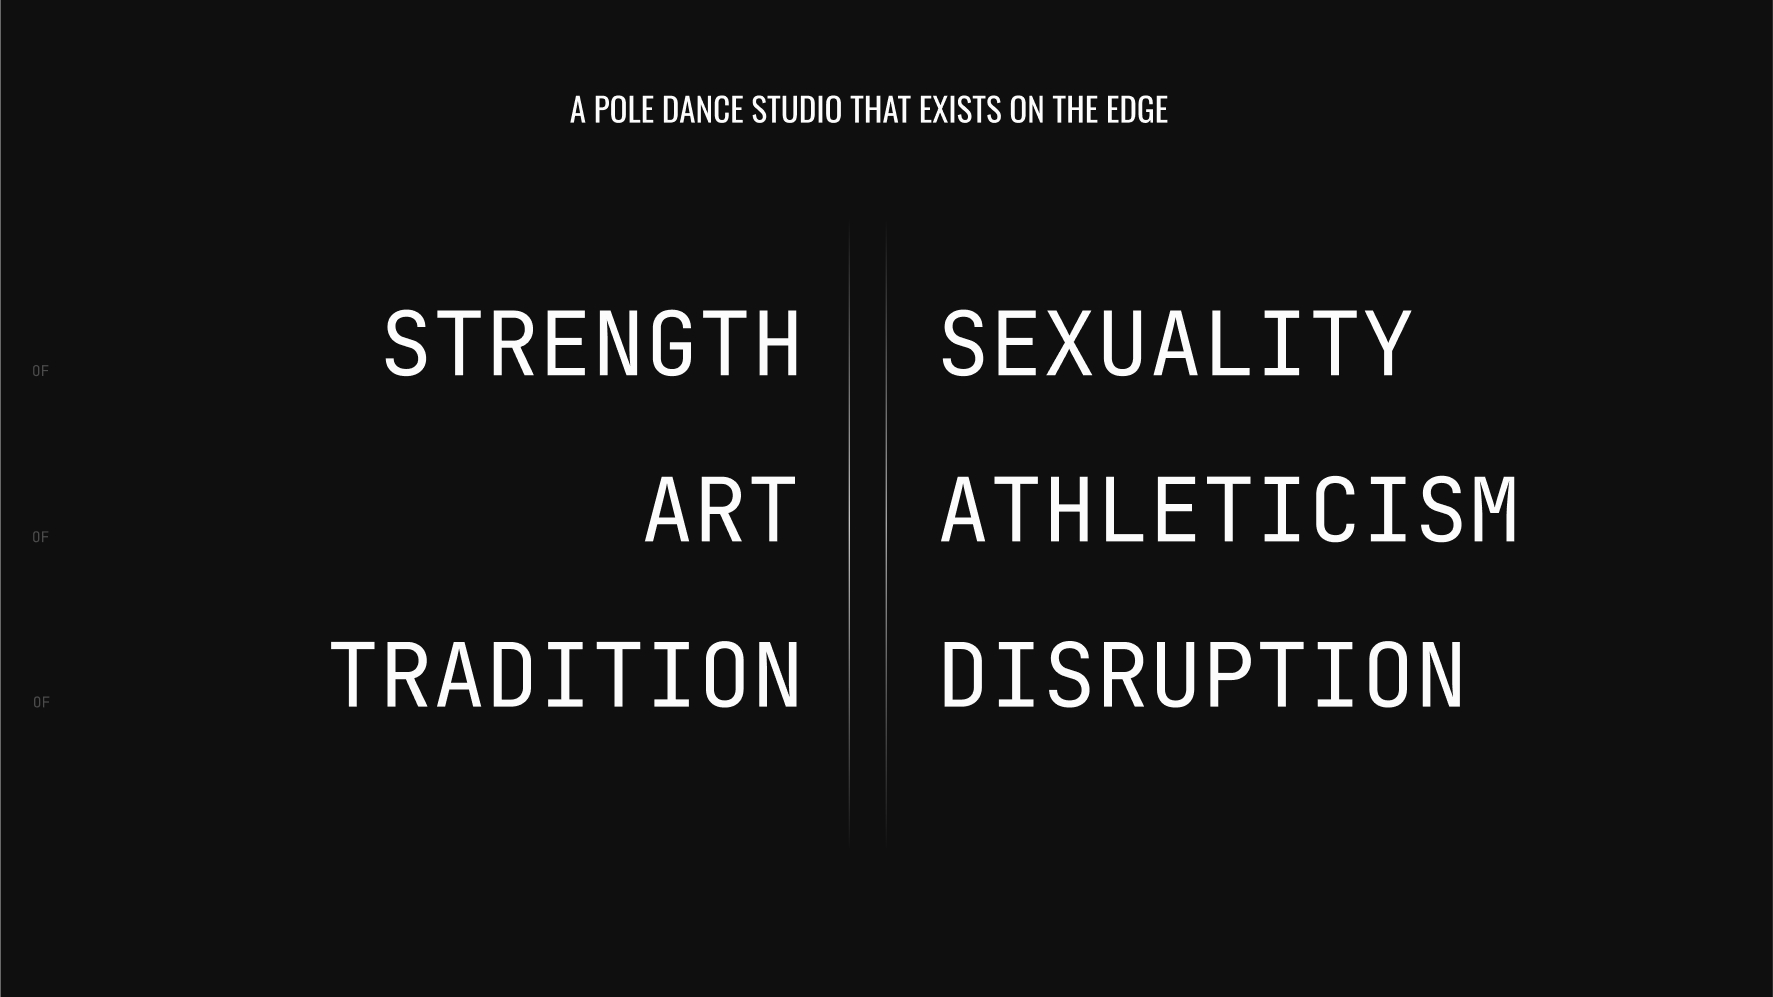 A POLE DANCE STUDIO THAT EXISTS ON THE EDGE
OF STRENGTH SEXUALITY
OF ART ATHLETICISM
OF TRADITION DISRUPTION